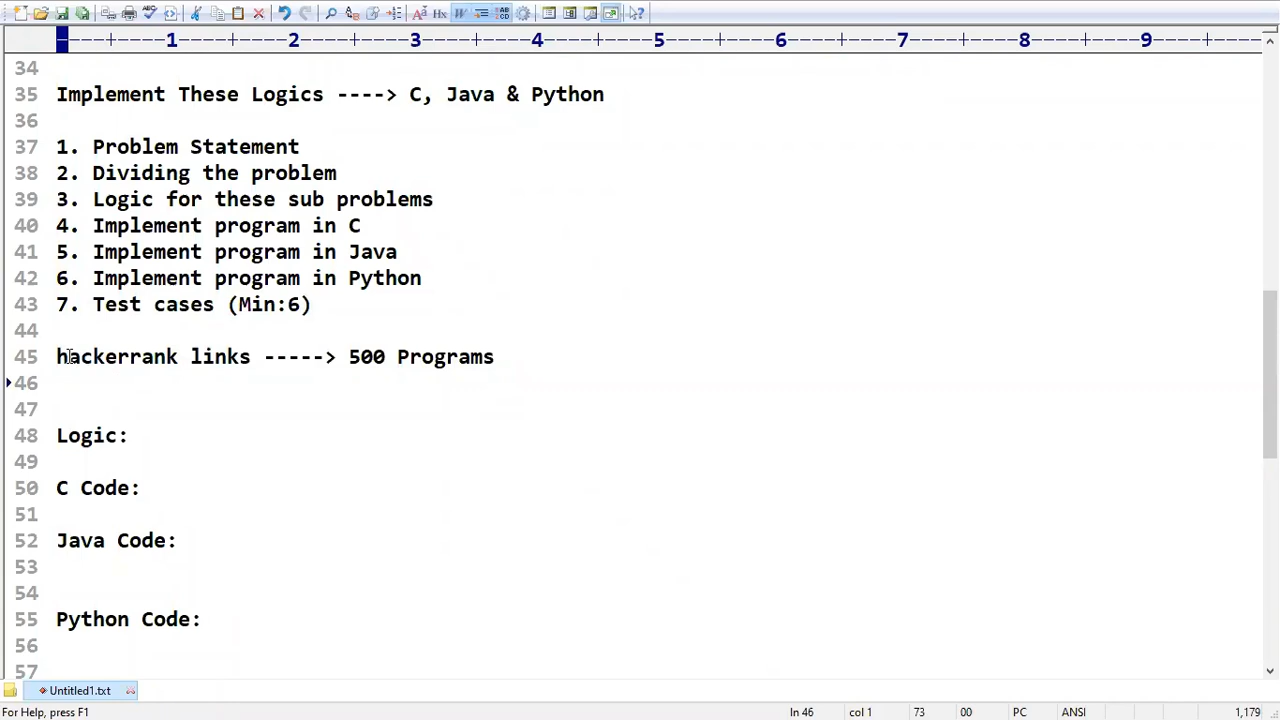 1 2 3 4 5 6 7 8 9
34
35 Implement These Logics ----> C, Java & Python
36
37 1. Problem Statement
38 2. Dividing the problem
39 3. Logic for these sub problems
40 4. Implement program in C
41 5. Implement program in Java
42 6. Implement program in Python
43 7. Test cases (Min:6)
44
45 hackerrank links -----> 500 Programs
46
47
48 Logic:
49
50 C Code:
51
52 Java Code:
53
54
55 Python Code:
56
57
Untitled1.txt
For Help, press F1 ln 46 col 1 73 00 PC ANSI 1,179